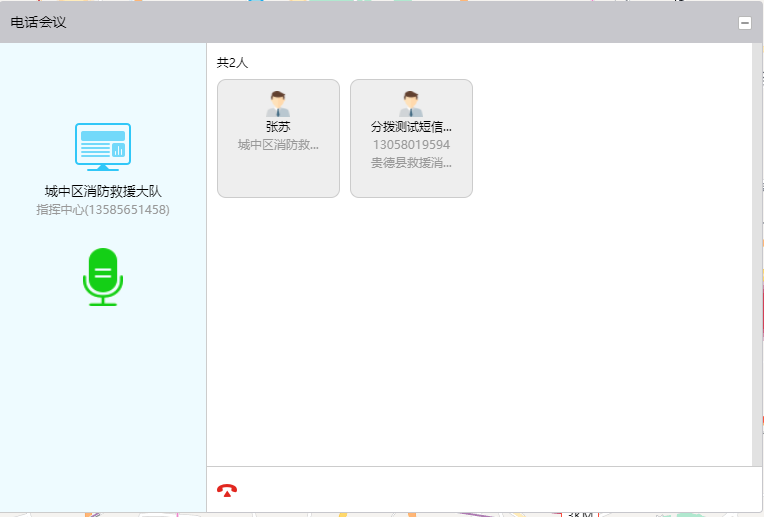 电话会议
共2人
张苏
城中区消防救...
分拨测试短信...
13058019594
贵德县救援消...
城中区消防救援大队
指挥中心(13585651458)
3KM